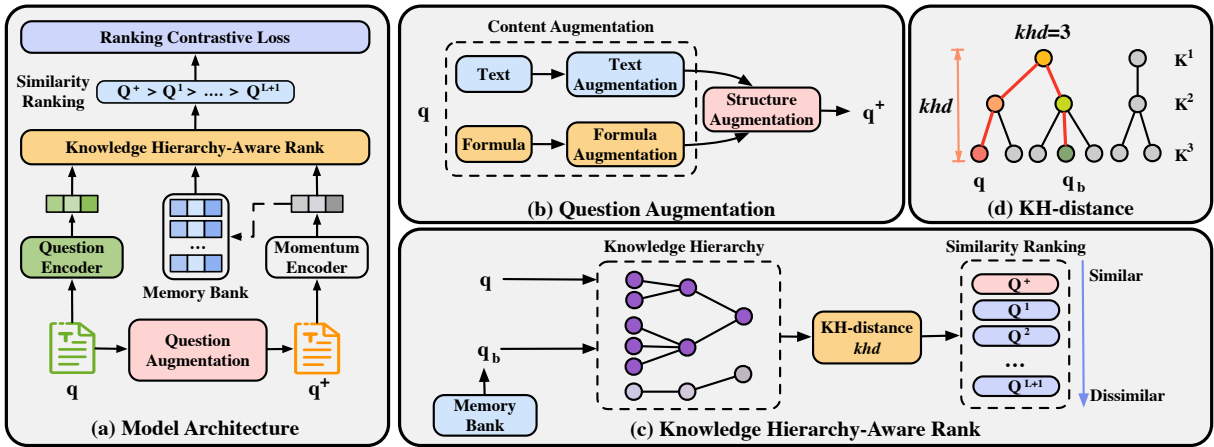 Ranking Contrastive Loss
Similarity
Ranking
Q⁺ > Q¹ > .... > Qᴸ⁺¹
Knowledge Hierarchy-Aware Rank
Question
Encoder
...
Memory Bank
Momentum
Encoder
q
Question
Augmentation
q⁺
(a) Model Architecture
Content Augmentation
q
Text
Text
Augmentation
Formula
Formula
Augmentation
Structure
Augmentation
q⁺
(b) Question Augmentation
khd=3
khd
K¹
K²
K³
q
q_b
(d) KH-distance
Knowledge Hierarchy
q
q_b
Memory
Bank
KH-distance
khd
Similarity Ranking
Q⁺
Q¹
Q²
...
Qᴸ⁺¹
Similar
Dissimilar
(c) Knowledge Hierarchy-Aware Rank